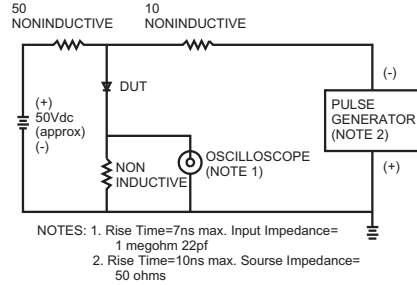 50
NONINDUCTIVE
10
NONINDUCTIVE
(+)
50Vdc
(approx)
(-)
DUT
NON
INDUCTIVE
OSCILLOSCOPE
(NOTE 1)
(-)
PULSE
GENERATOR
(NOTE 2)
(+)
NOTES: 1. Rise Time=7ns max. Input Impedance=
1 megohm 22pf
2. Rise Time=10ns max. Sourse Impedance=
50 ohms